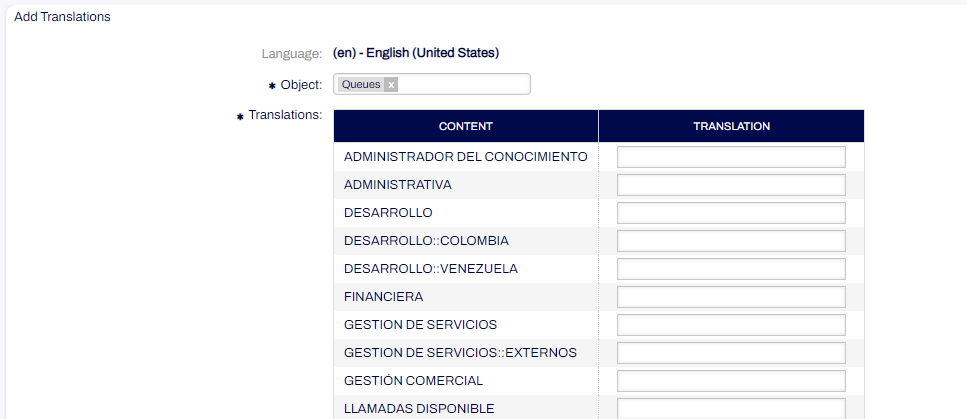 Add Translations
Language: (en) - English (United States)
✱ Object: Queues x
✱ Translations:
CONTENT TRANSLATION
ADMINISTRADOR DEL CONOCIMIENTO
ADMINISTRATIVA
DESARROLLO
DESARROLLO::COLOMBIA
DESARROLLO::VENEZUELA
FINANCIERA
GESTION DE SERVICIOS
GESTION DE SERVICIOS::EXTERNOS
GESTIÓN COMERCIAL
LLAMADAS DISPONIBLE